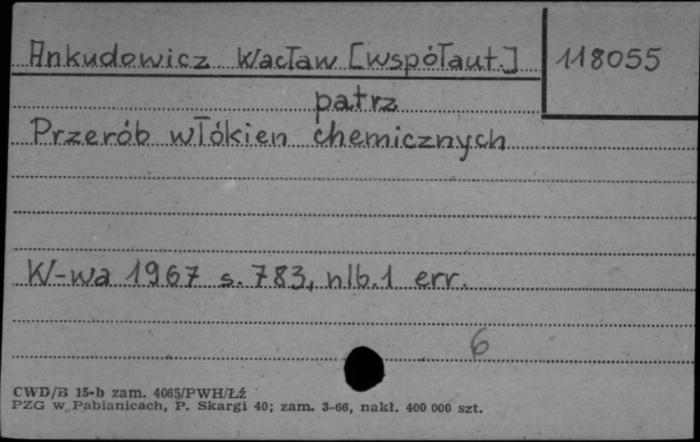 Ankudowicz Wacław [współaut.]
118055
patrz
Przerób włókien chemicznych
W-wa 1967 s. 783, nlb. 1 err.
6
CWD/B 15-b zam. 4065/PWH/Łź
PZG w Pabianicach, P. Skargi 40; zam. 3-66, nakł. 400 000 szt.